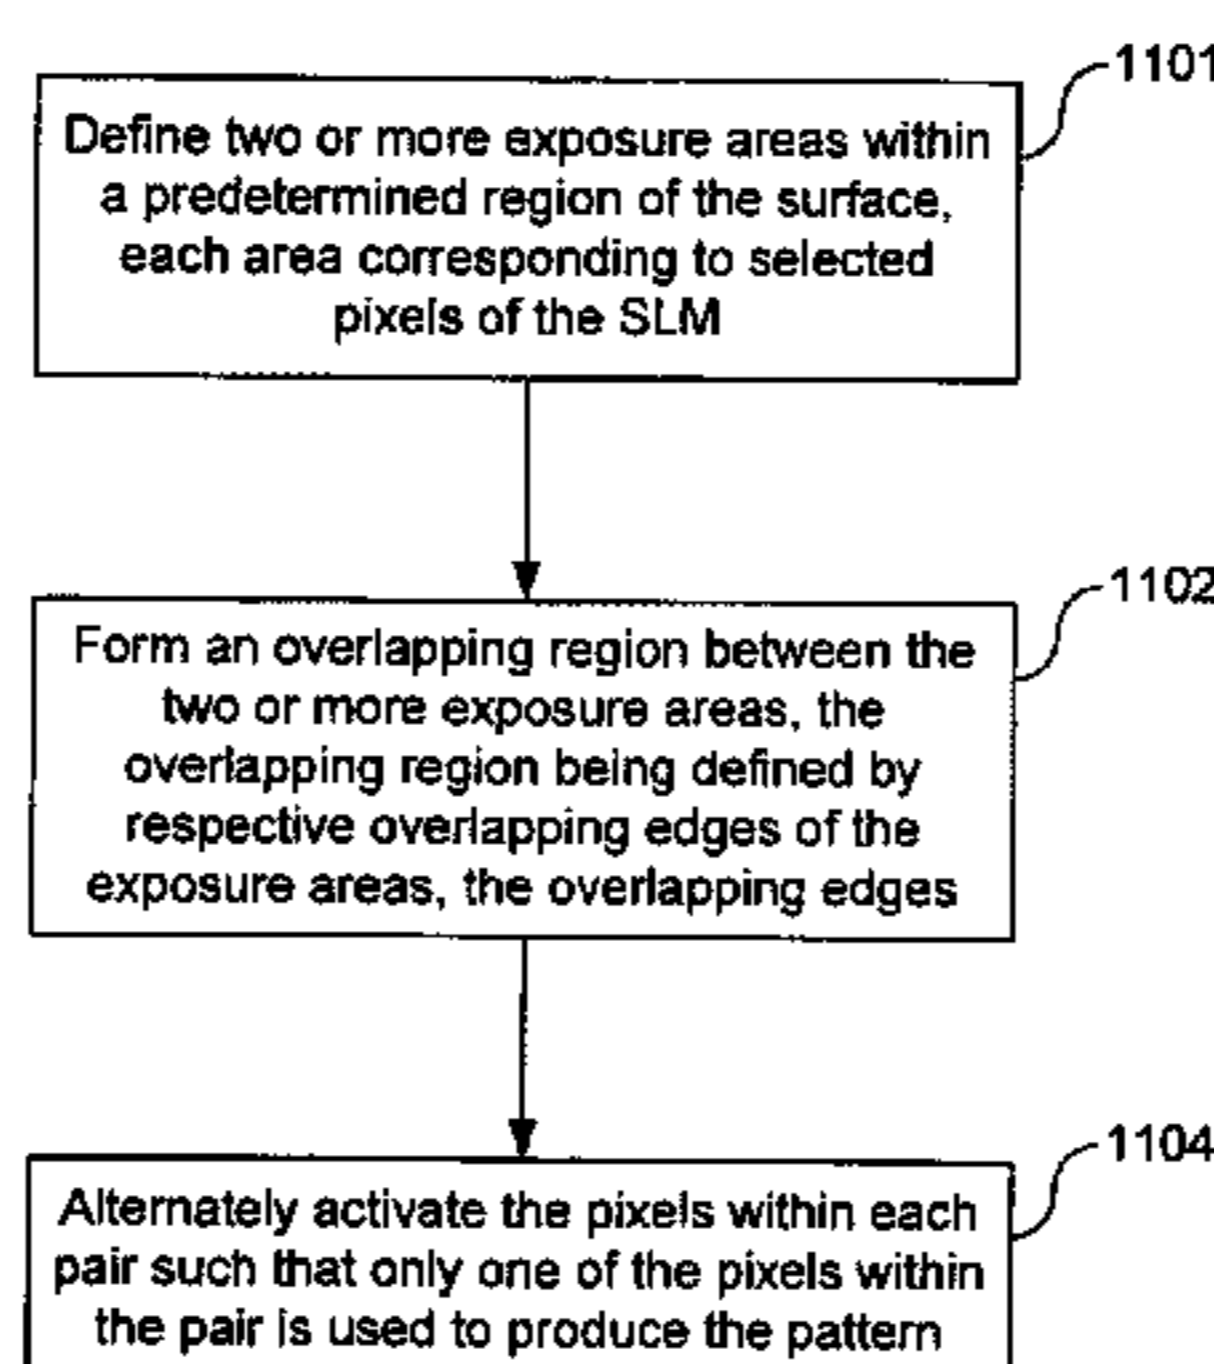 1101
Define two or more exposure areas within
a predetermined region of the surface,
each area corresponding to selected
pixels of the SLM
1102
Form an overlapping region between the
two or more exposure areas, the
overlapping region being defined by
respective overlapping edges of the
exposure areas, the overlapping edges
1104
Alternately activate the pixels within each
pair such that only one of the pixels within
the pair is used to produce the pattern